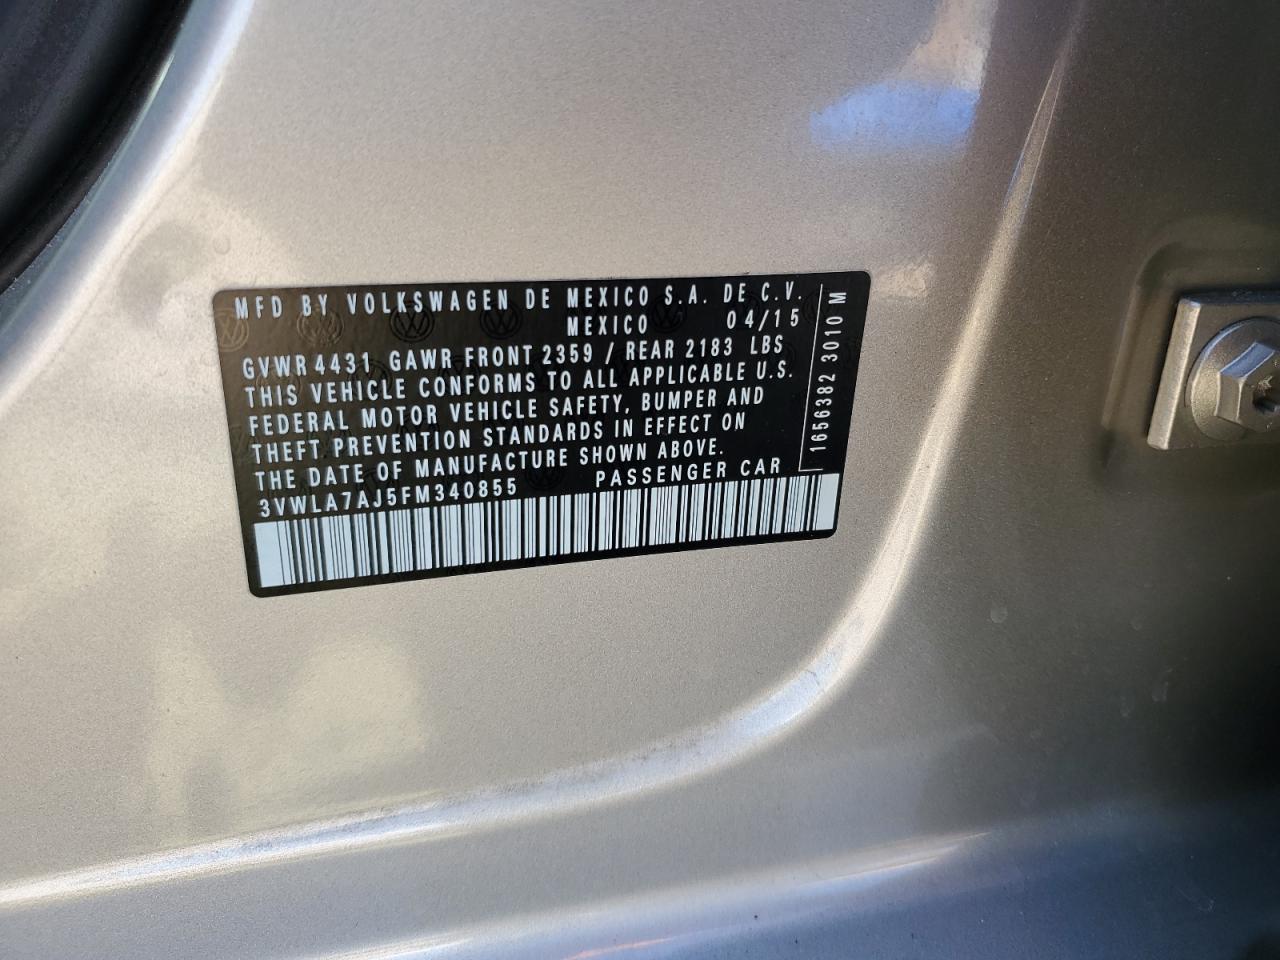 MFD BY VOLKSWAGEN DE MEXICO S.A. DE C.V.
MEXICO 04/15
GVWR 4431 GAWR FRONT 2359 / REAR 2183 LBS
THIS VEHICLE CONFORMS TO ALL APPLICABLE U.S.
FEDERAL MOTOR VEHICLE SAFETY, BUMPER AND
THEFT PREVENTION STANDARDS IN EFFECT ON
THE DATE OF MANUFACTURE SHOWN ABOVE.
3VWLA7AJ5FM340855 PASSENGER CAR
1656382 3010 M